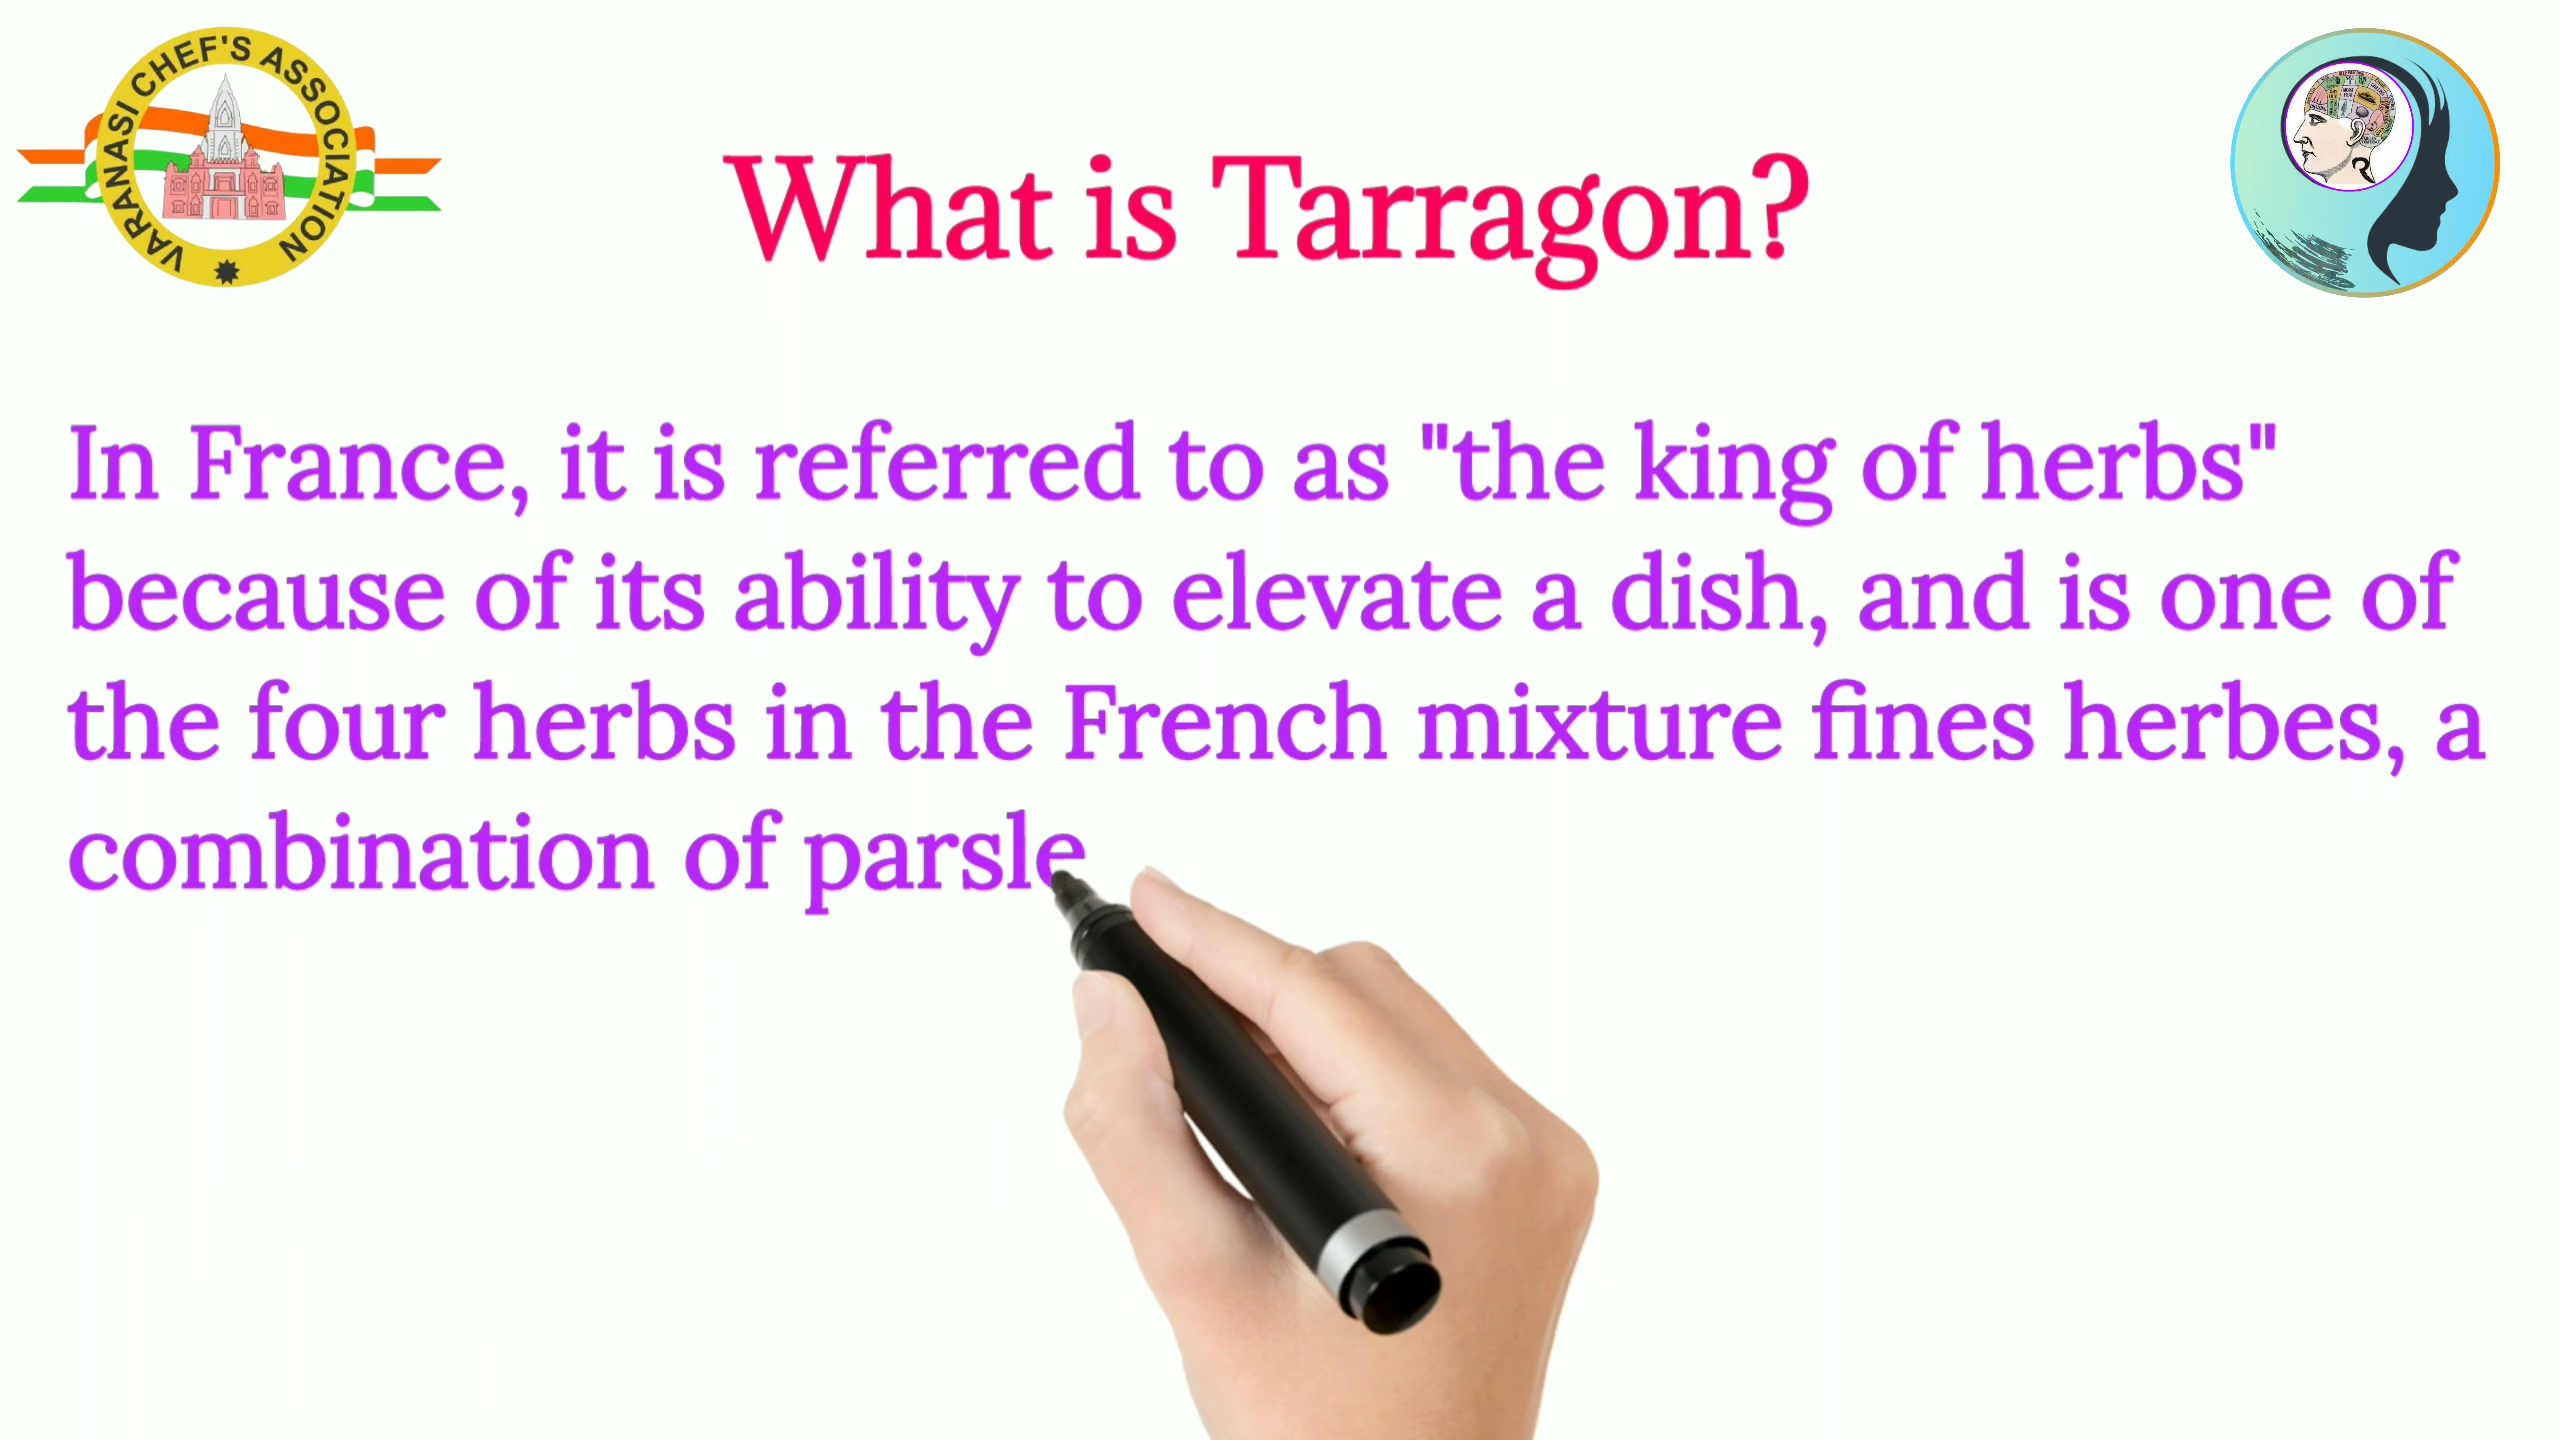 VARANASI CHEF'S ASSOCIATION
What is Tarragon?
In France, it is referred to as "the king of herbs"
because of its ability to elevate a dish, and is one of
the four herbs in the French mixture fines herbes, a
combination of parsle